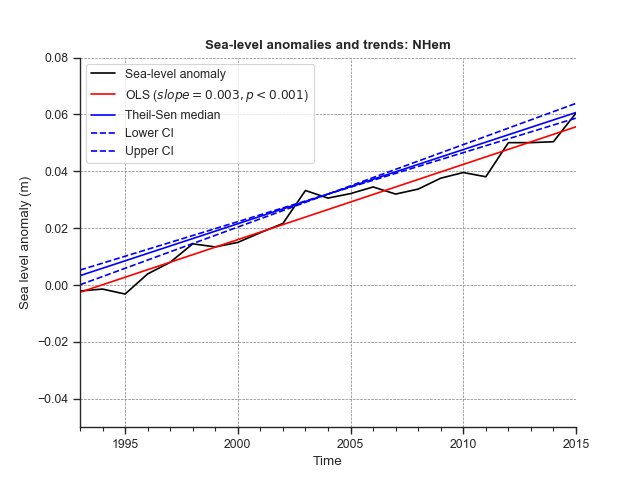 Sea-level anomalies and trends: NHem
0.08
0.06
0.04
0.02
0.00
−0.02
−0.04
Sea level anomaly (m)
Sea-level anomaly
OLS (slope = 0.003, p < 0.001)
Theil-Sen median
Lower CI
Upper CI
1995 2000 2005 2010 2015
Time